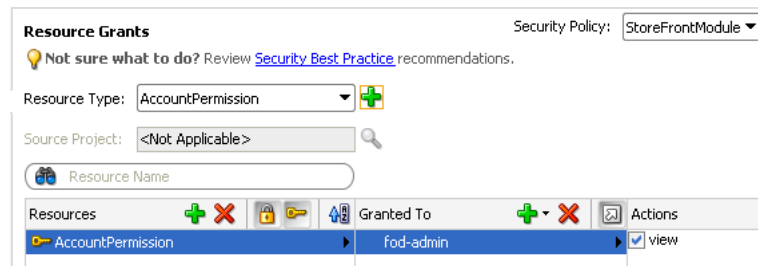 Resource Grants
Security Policy: StoreFrontModule
Not sure what to do? Review Security Best Practice recommendations.
Resource Type: AccountPermission
Source Project: <Not Applicable>
Resource Name
Resources Granted To Actions
AccountPermission fod-admin view